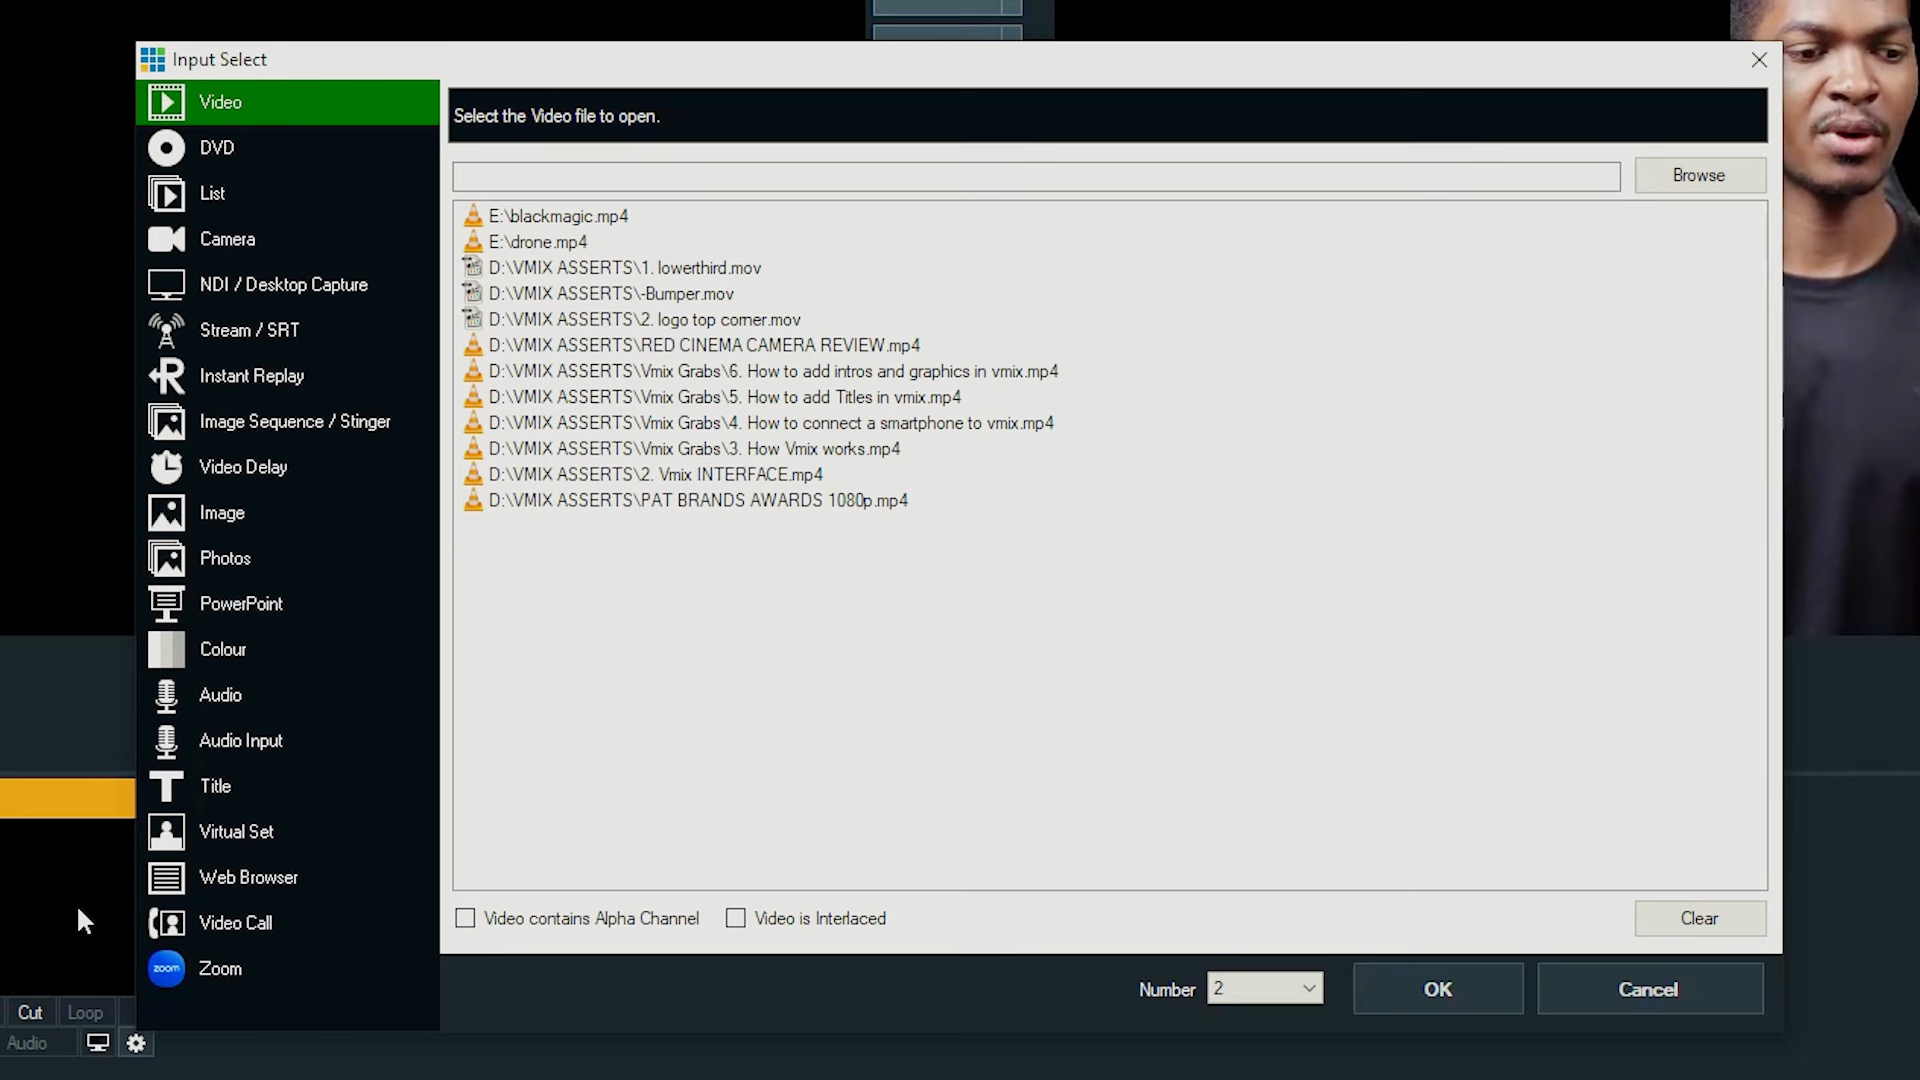 Input Select
Video
DVD
List
Camera
NDI / Desktop Capture
Stream / SRT
Instant Replay
Image Sequence / Stinger
Video Delay
Image
Photos
PowerPoint
Colour
Audio
Audio Input
Title
Virtual Set
Web Browser
Video Call
zoom Zoom
Select the Video file to open.
Browse
E:\blackmagic.mp4
E:\drone.mp4
D:\VMIX ASSERTS\1. lowerthird.mov
D:\VMIX ASSERTS\-Bumper.mov
D:\VMIX ASSERTS\2. logo top corner.mov
D:\VMIX ASSERTS\RED CINEMA CAMERA REVIEW.mp4
D:\VMIX ASSERTS\Vmix Grabs\6. How to add intros and graphics in vmix.mp4
D:\VMIX ASSERTS\Vmix Grabs\5. How to add Titles in vmix.mp4
D:\VMIX ASSERTS\Vmix Grabs\4. How to connect a smartphone to vmix.mp4
D:\VMIX ASSERTS\Vmix Grabs\3. How Vmix works.mp4
D:\VMIX ASSERTS\2. Vmix INTERFACE.mp4
D:\VMIX ASSERTS\PAT BRANDS AWARDS 1080p.mp4
Video contains Alpha Channel Video is Interlaced Clear
Number 2 OK Cancel
Cut Loop
Audio